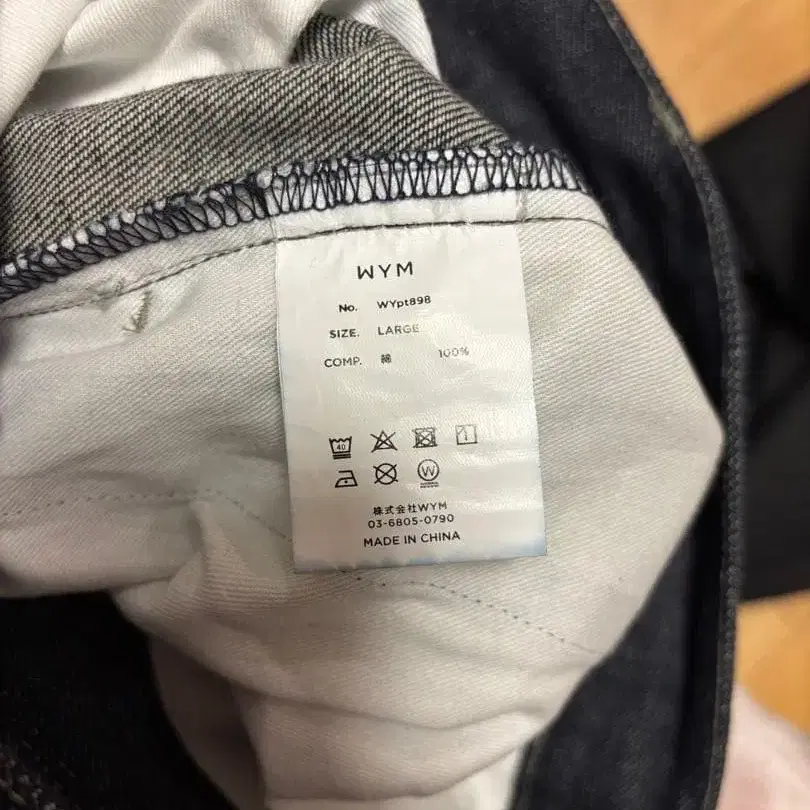 WYM
No. WYpt898
SIZE. LARGE
COMP. 綿 100%
40
W
株式会社WYM
03-6805-0790
MADE IN CHINA